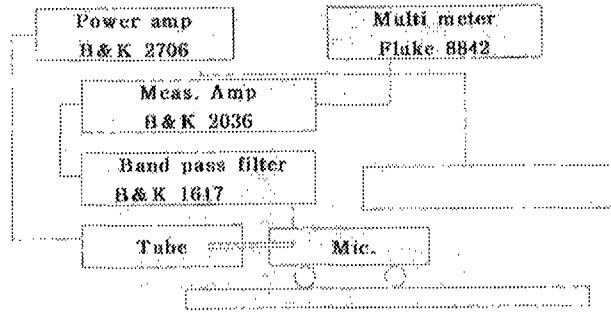 Power amp
B&K 2706
Multi meter
Fluke 8842
Meas. Amp
B&K 2036
Band pass filter
B&K 1617
Tube
Mic.